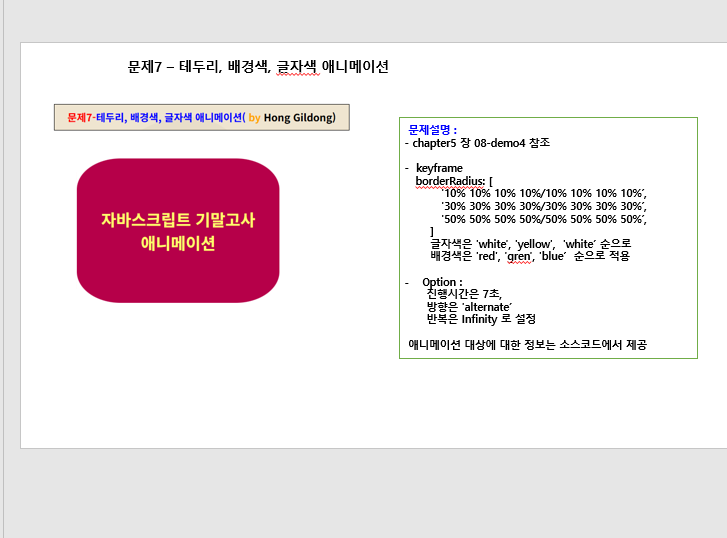 문제7 – 테두리, 배경색, 글자색 애니메이션
문제7-테두리, 배경색, 글자색 애니메이션( by Hong Gildong)
자바스크립트 기말고사
애니메이션
문제설명 :
- chapter5 장 08-demo4 참조
- keyframe
borderRadius: [
'10% 10% 10% 10%/10% 10% 10% 10%',
'30% 30% 30% 30%/30% 30% 30% 30%',
'50% 50% 50% 50%/50% 50% 50% 50%',
]
글자색은 'white', 'yellow', 'white' 순으로
배경색은 'red', 'gren', 'blue' 순으로 적용
- Option :
진행시간은 7초,
방향은 'alternate'
반복은 Infinity 로 설정
애니메이션 대상에 대한 정보는 소스코드에서 제공